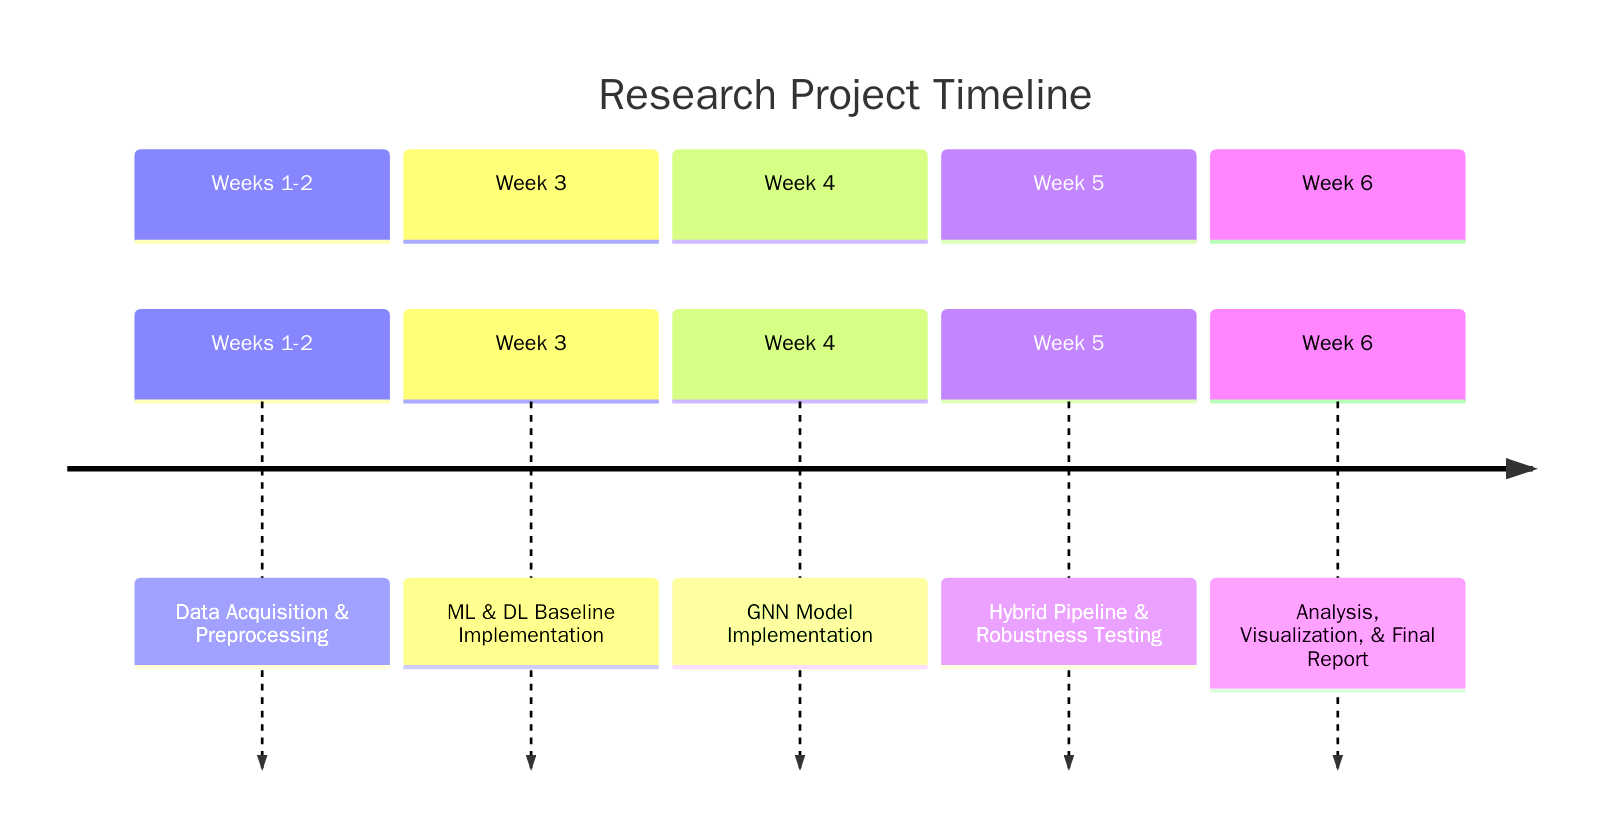 Research Project Timeline
Weeks 1-2
Week 3
Week 4
Week 5
Week 6
Weeks 1-2
Week 3
Week 4
Week 5
Week 6
Data Acquisition &
Preprocessing
ML & DL Baseline
Implementation
GNN Model
Implementation
Hybrid Pipeline &
Robustness Testing
Analysis,
Visualization, & Final
Report